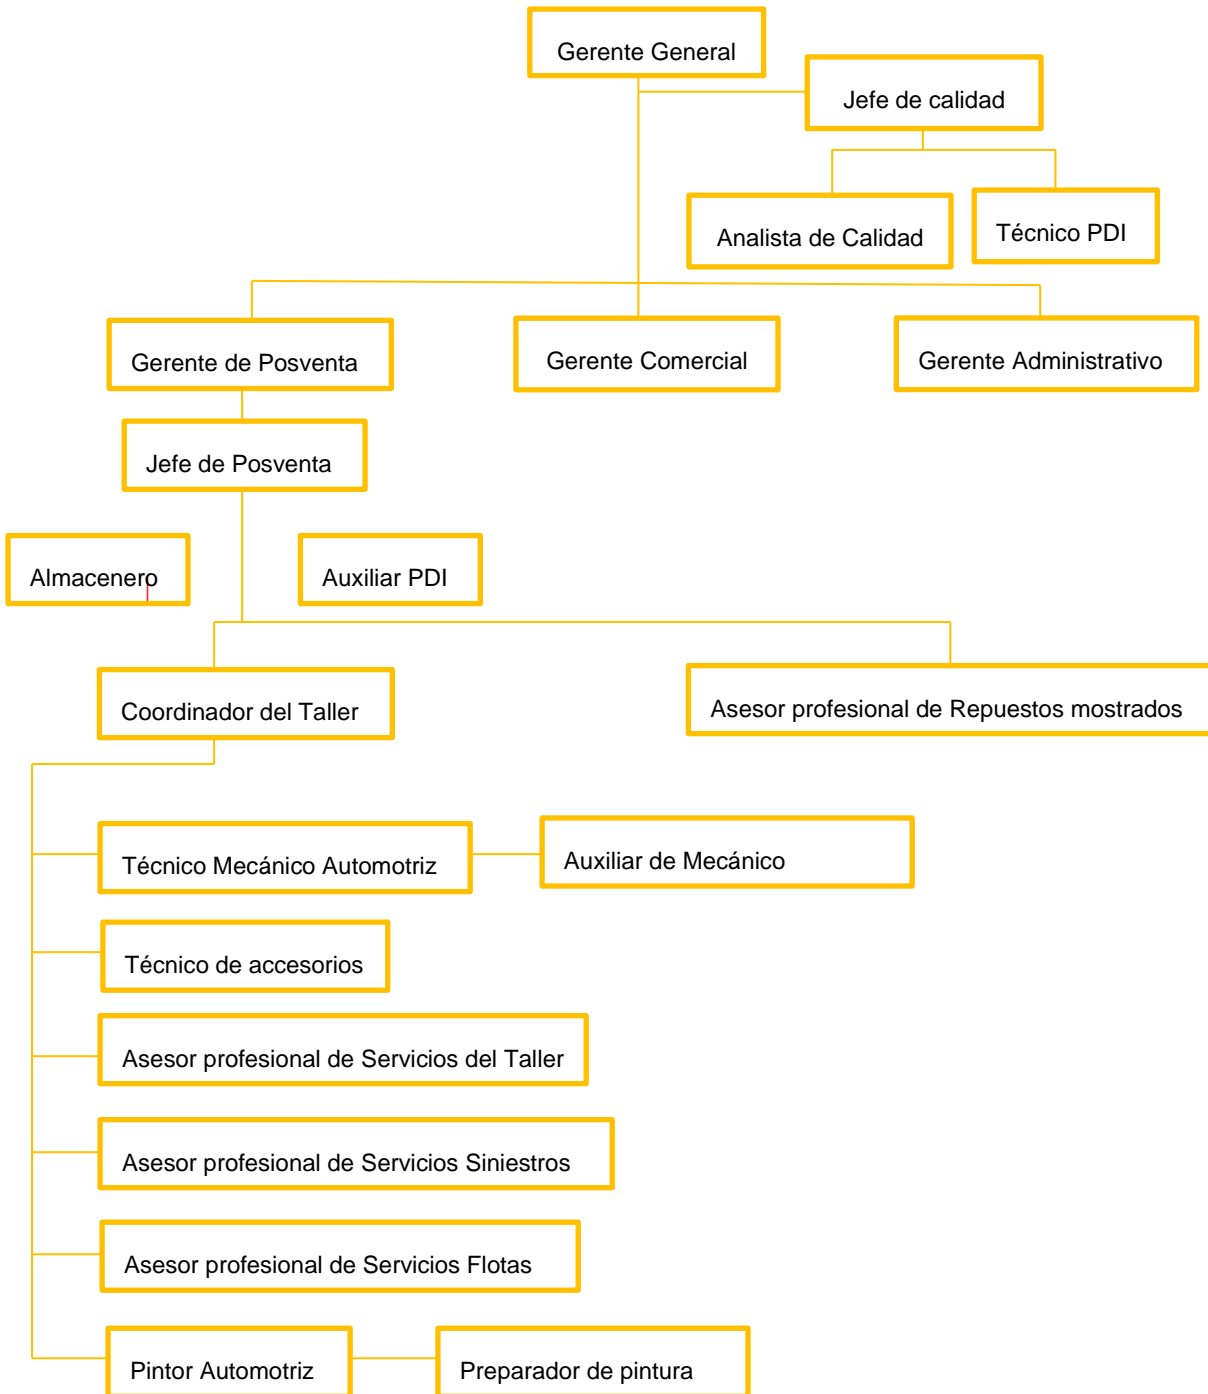 Gerente General
Jefe de calidad
Analista de Calidad
Técnico PDI
Gerente de Posventa
Gerente Comercial
Gerente Administrativo
Jefe de Posventa
Almacenero
Auxiliar PDI
Coordinador del Taller
Asesor profesional de Repuestos mostrados
Técnico Mecánico Automotriz
Auxiliar de Mecánico
Técnico de accesorios
Asesor profesional de Servicios del Taller
Asesor profesional de Servicios Siniestros
Asesor profesional de Servicios Flotas
Pintor Automotriz
Preparador de pintura